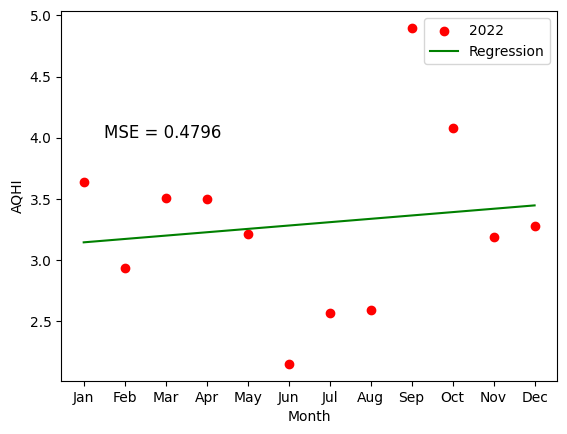 5.0
4.5
4.0
3.5
3.0
2.5
AQHI
MSE = 0.4796
2022
Regression
Jan Feb Mar Apr May Jun Jul Aug Sep Oct Nov Dec
Month